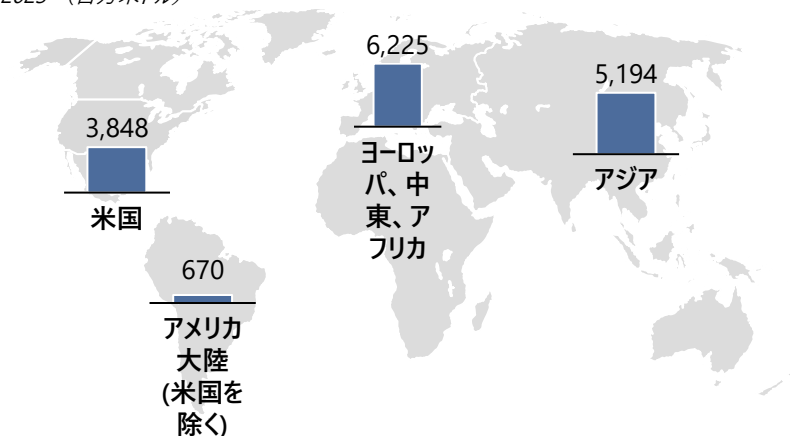 2023 （百万米ドル）
6,225
5,194
3,848
ヨーロッ
パ、中
東、ア
フリカ
アジア
米国
670
アメリカ
大陸
(米国を
除く)